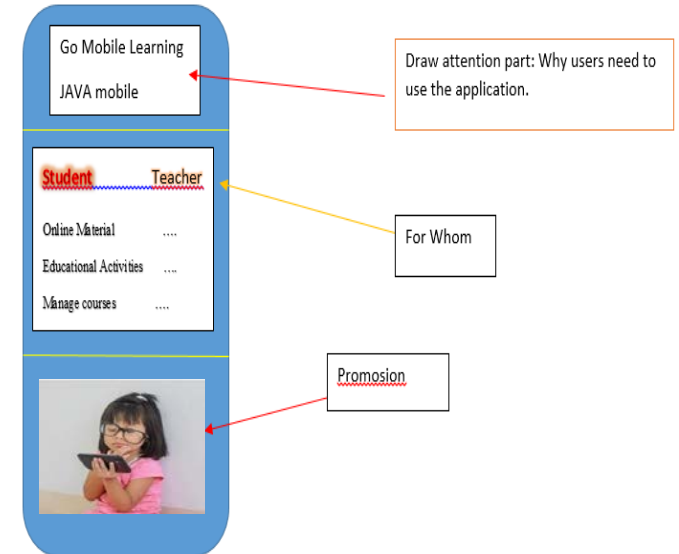 Go Mobile Learning
JAVA mobile
Draw attention part: Why users need to
use the application.
Student Teacher
Online Material ....
Educational Activities ....
Manage courses ....
For Whom
Promosion